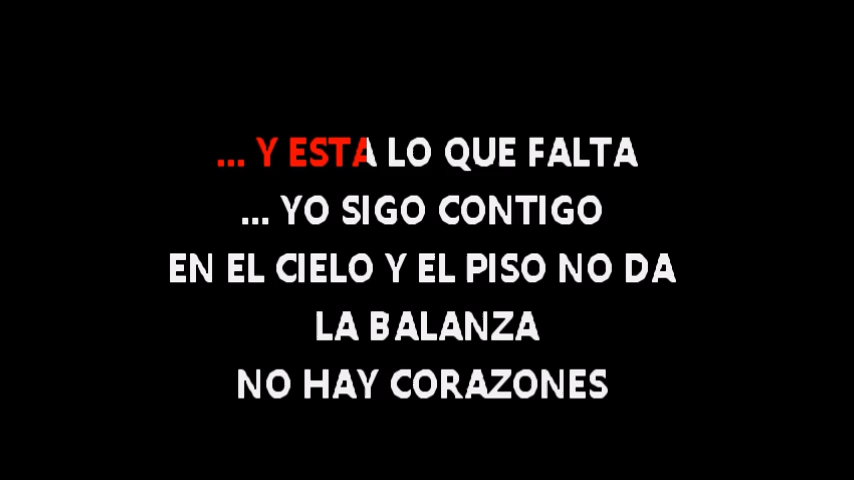 ... Y ESTA LO QUE FALTA
... YO SIGO CONTIGO
EN EL CIELO Y EL PISO NO DA
LA BALANZA
NO HAY CORAZONES